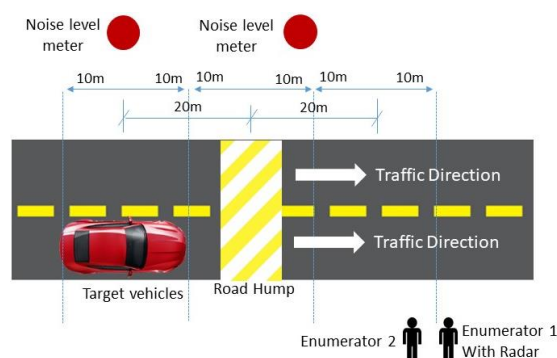 Noise level
meter
Noise level
meter
10m
10m
10m
10m
10m
10m
20m
20m
Traffic Direction
Traffic Direction
Target vehicles
Road Hump
Enumerator 2
Enumerator 1
With Radar